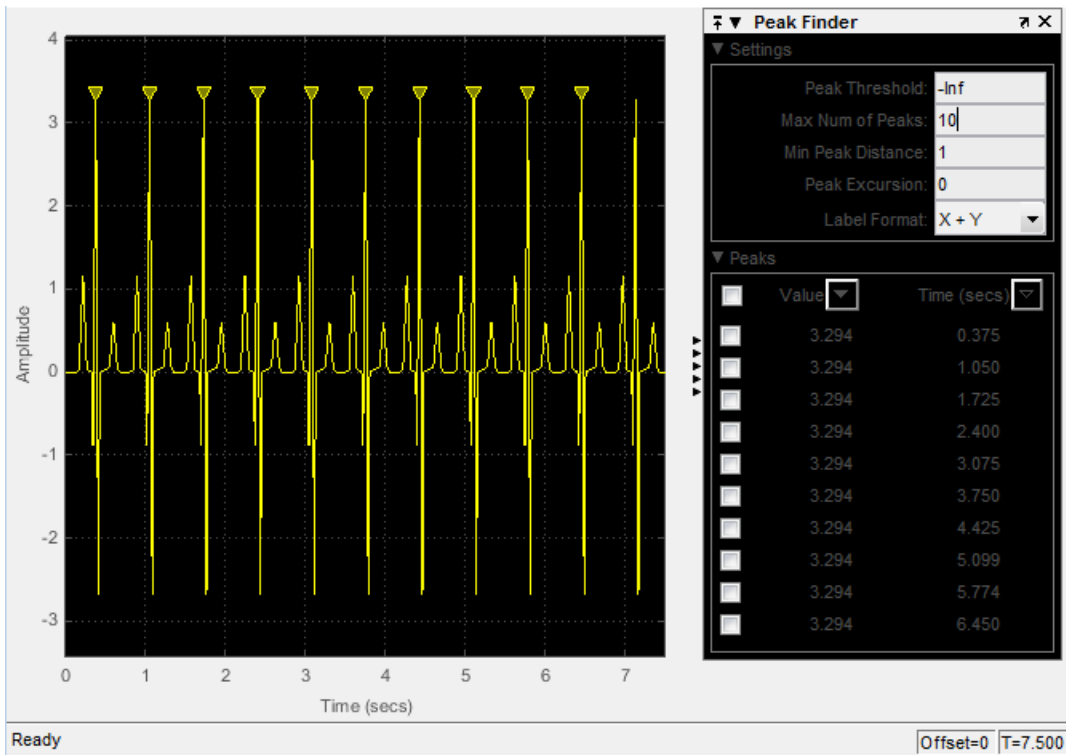 4
3
2
1
0
-1
-2
-3
Amplitude
0 1 2 3 4 5 6 7
Time (secs)
Peak Finder
Settings
Peak Threshold: -Inf
Max Num of Peaks: 10
Min Peak Distance: 1
Peak Excursion: 0
Label Format: X + Y
Peaks
Value Time (secs)
3.294 0.375
3.294 1.050
3.294 1.725
3.294 2.400
3.294 3.075
3.294 3.750
3.294 4.425
3.294 5.099
3.294 5.774
3.294 6.450
Ready Offset=0 T=7.500